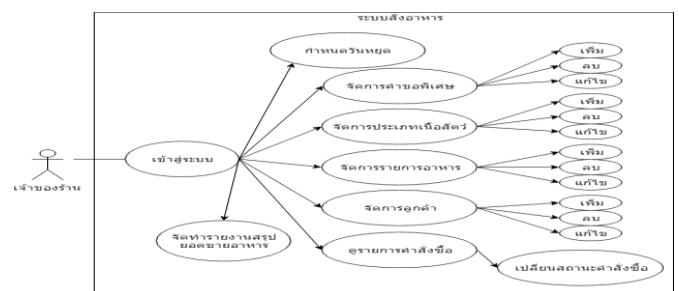 ระบบสั่งอาหาร
กำหนดวันหยุด
จัดการคำขอพิเศษ
เพิ่ม
ลบ
แก้ไข
จัดการประเภทเนื้อสัตว์
เพิ่ม
ลบ
แก้ไข
เข้าสู่ระบบ
จัดการรายการอาหาร
เพิ่ม
ลบ
แก้ไข
เจ้าของร้าน
จัดการลูกค้า
เพิ่ม
ลบ
แก้ไข
จัดทำรายงานสรุป
ยอดขายอาหาร
ดูรายการคำสั่งซื้อ
เปลี่ยนสถานะคำสั่งซื้อ